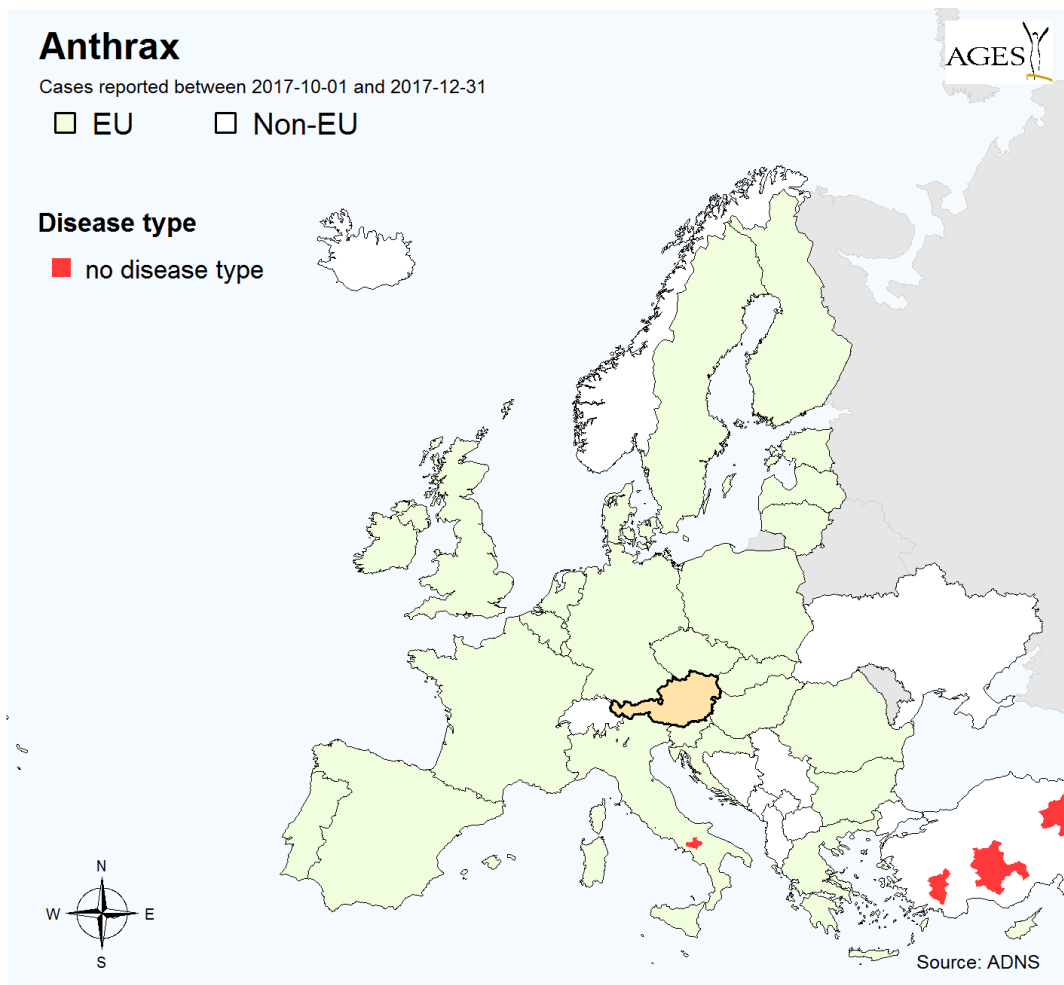 Anthrax
Cases reported between 2017-10-01 and 2017-12-31
EU
Non-EU
AGES
Disease type
no disease type
N
W
E
S
Source: ADNS